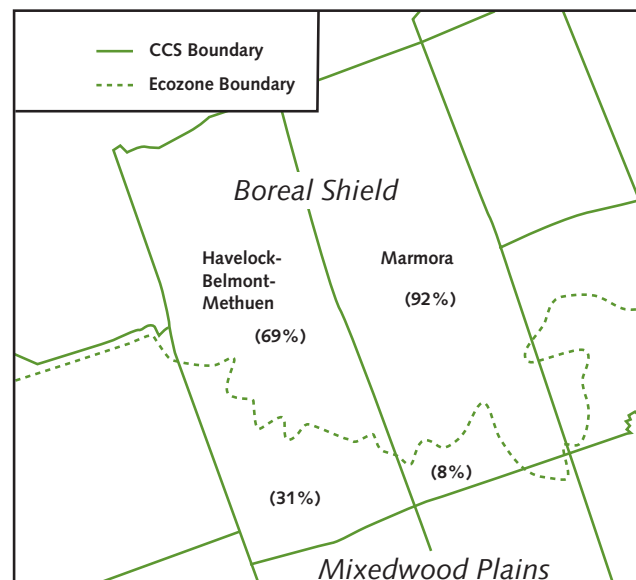 CCS Boundary
Ecozone Boundary
Boreal Shield
Havelock-
Belmont-
Methuen
(69%)
Marmora
(92%)
(31%)
(8%)
Mixedwood Plains